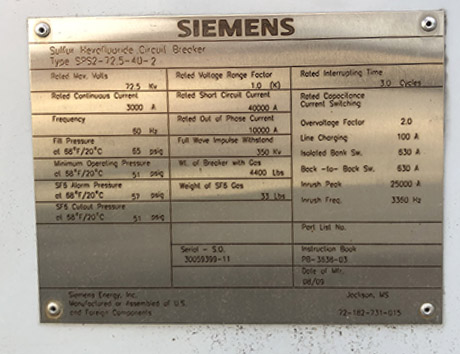 SIEMENS
Sulfur Hexafluoride Circuit Breaker
Type SPS2-72.5-40-2
Rated Max. Volts
72.5 Kv
Rated Continuous Current
3000 A
Frequency
60 Hz
Fill Pressure
at 68°F/20°C 65 psig
Minimum Operating Pressure
at 68°F/20°C 51 psig
SF6 Alarm Pressure
at 68°F/20°C 57 psig
SF6 Cutout Pressure
at 68°F/20°C 51 psig
Rated Voltage Range Factor
1.0 (K)
Rated Short Circuit Current
40000 A
Rated Out of Phase Current
10000 A
Full Wave Impulse Withstand
350 Kv
Wt. of Breaker with Gas
4400 Lbs
Weight of SF6 Gas
33 Lbs
Serial - S.O.
30059399-11
Rated Interrupting Time
3.0 Cycles
Rated Capacitance
Current Switching
Overvoltage Factor 2.0
Line Charging 100 A
Isolated Bank Sw. 630 A
Back-to-Back Sw. 630 A
Inrush Peak 25000 A
Inrush Freq. 3360 Hz
Part List No.
Instruction Book
PB-3636-03
Date of Mfr.
08/09
Siemens Energy, Inc.
Manufactured or Assembled of U.S.
and Foreign Components
Jackson, MS
72-182-731-015